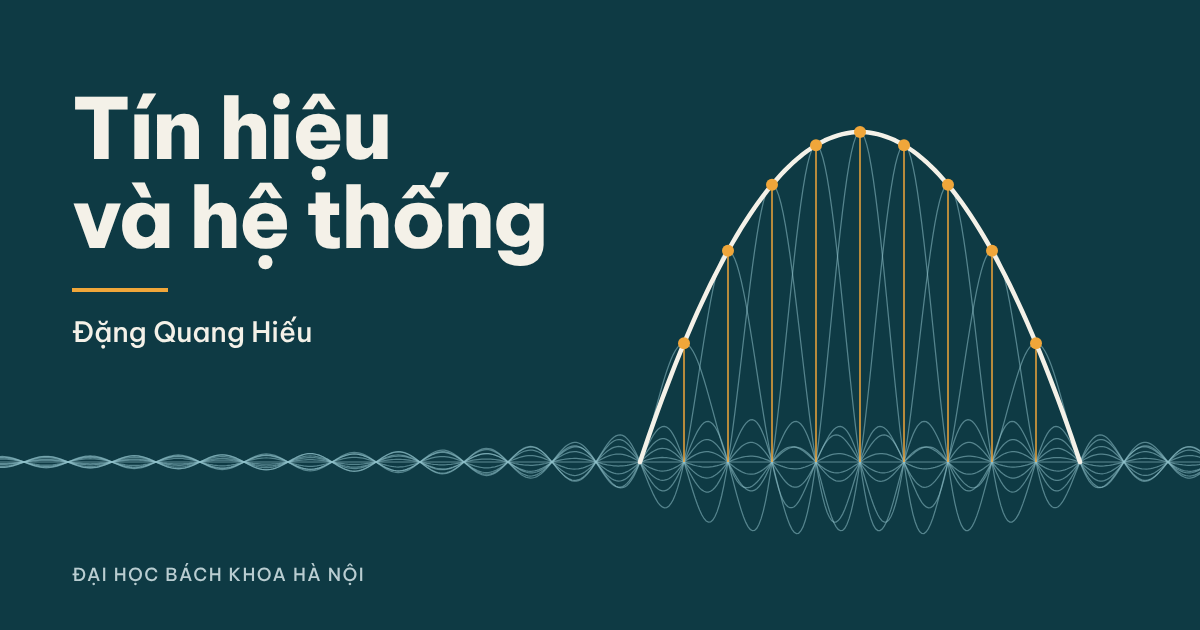 Tín hiệu
và hệ thống
Đặng Quang Hiếu
ĐẠI HỌC BÁCH KHOA HÀ NỘI